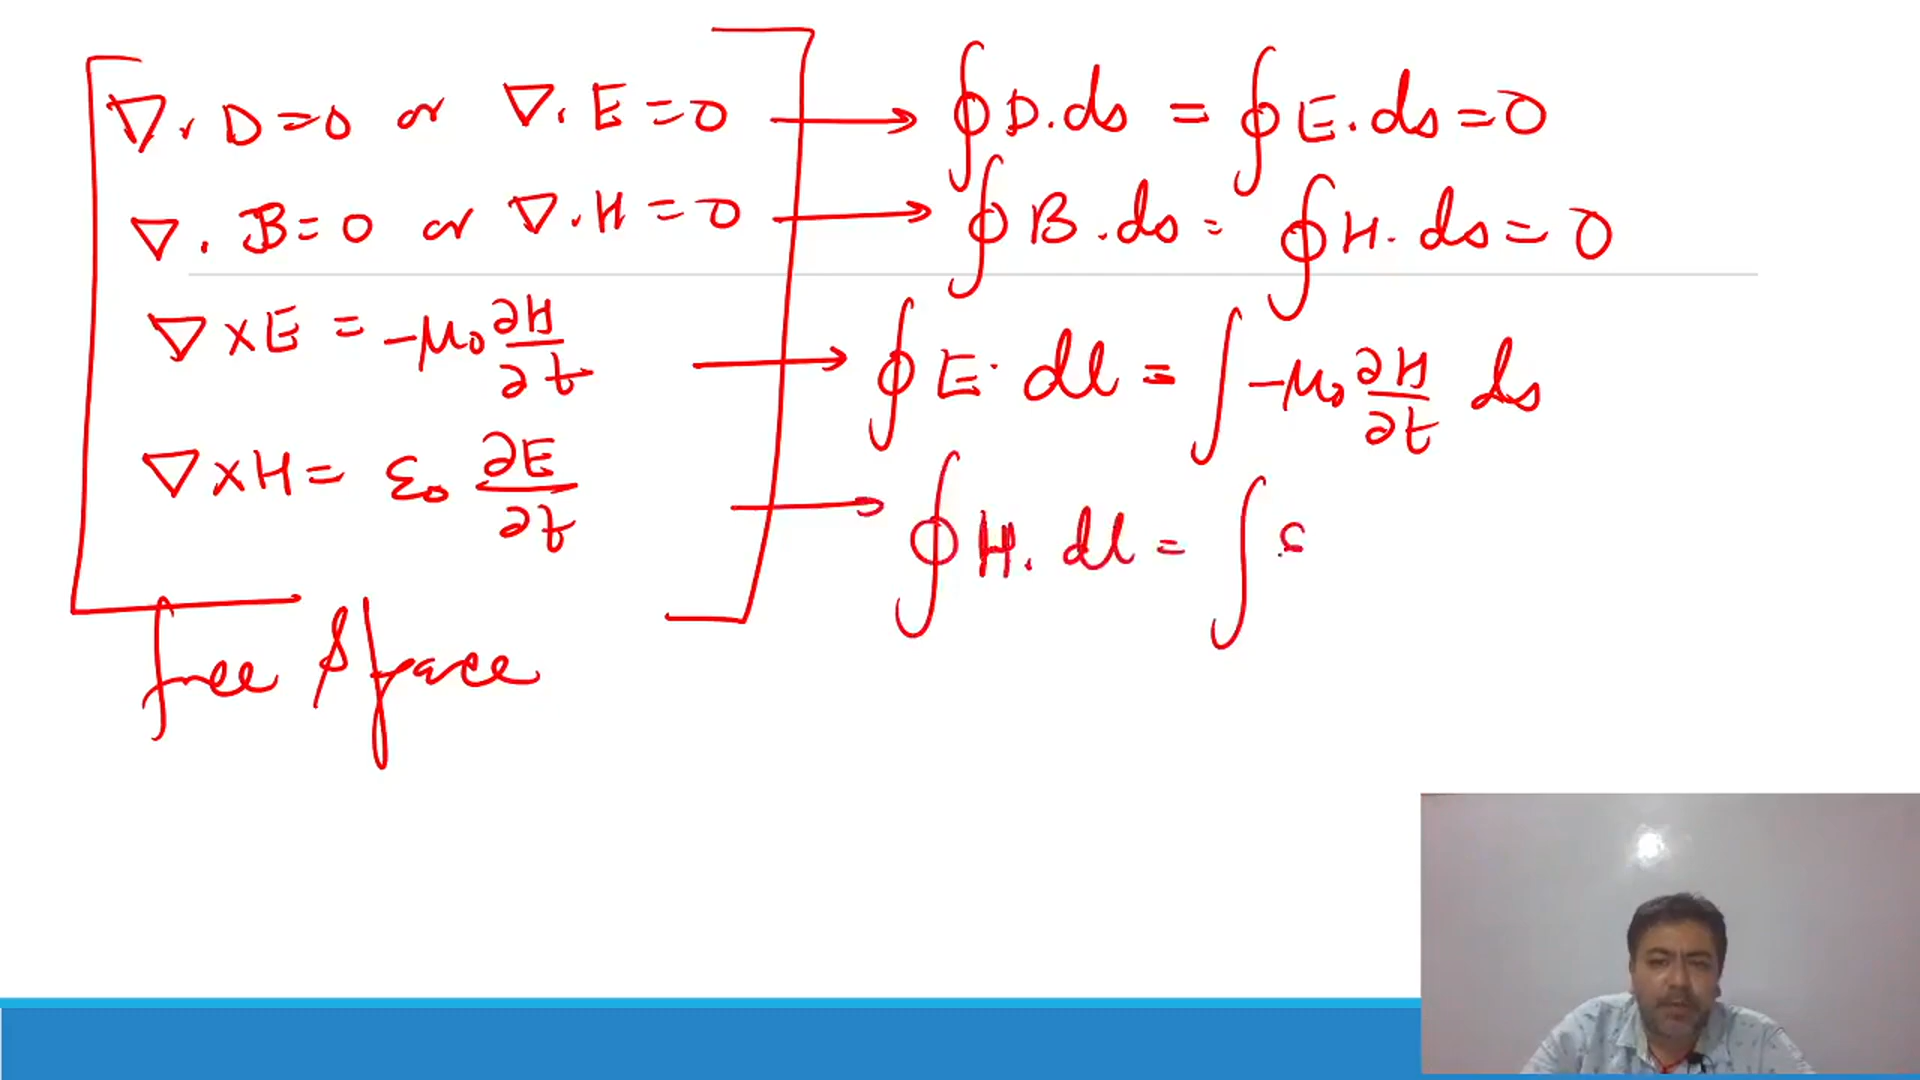 ∇. D = 0 or ∇. E = 0 → ∮ D. ds = ∮ E. ds = 0
∇. B = 0 or ∇. H = 0 → ∮ B. ds = ∮ H. ds = 0
∇ x E = -μ₀ ∂H/∂t → ∮ E. dl = ∫ -μ₀ ∂H/∂t ds
∇ x H = ε₀ ∂E/∂t → ∮ H. dl = ∫
free space